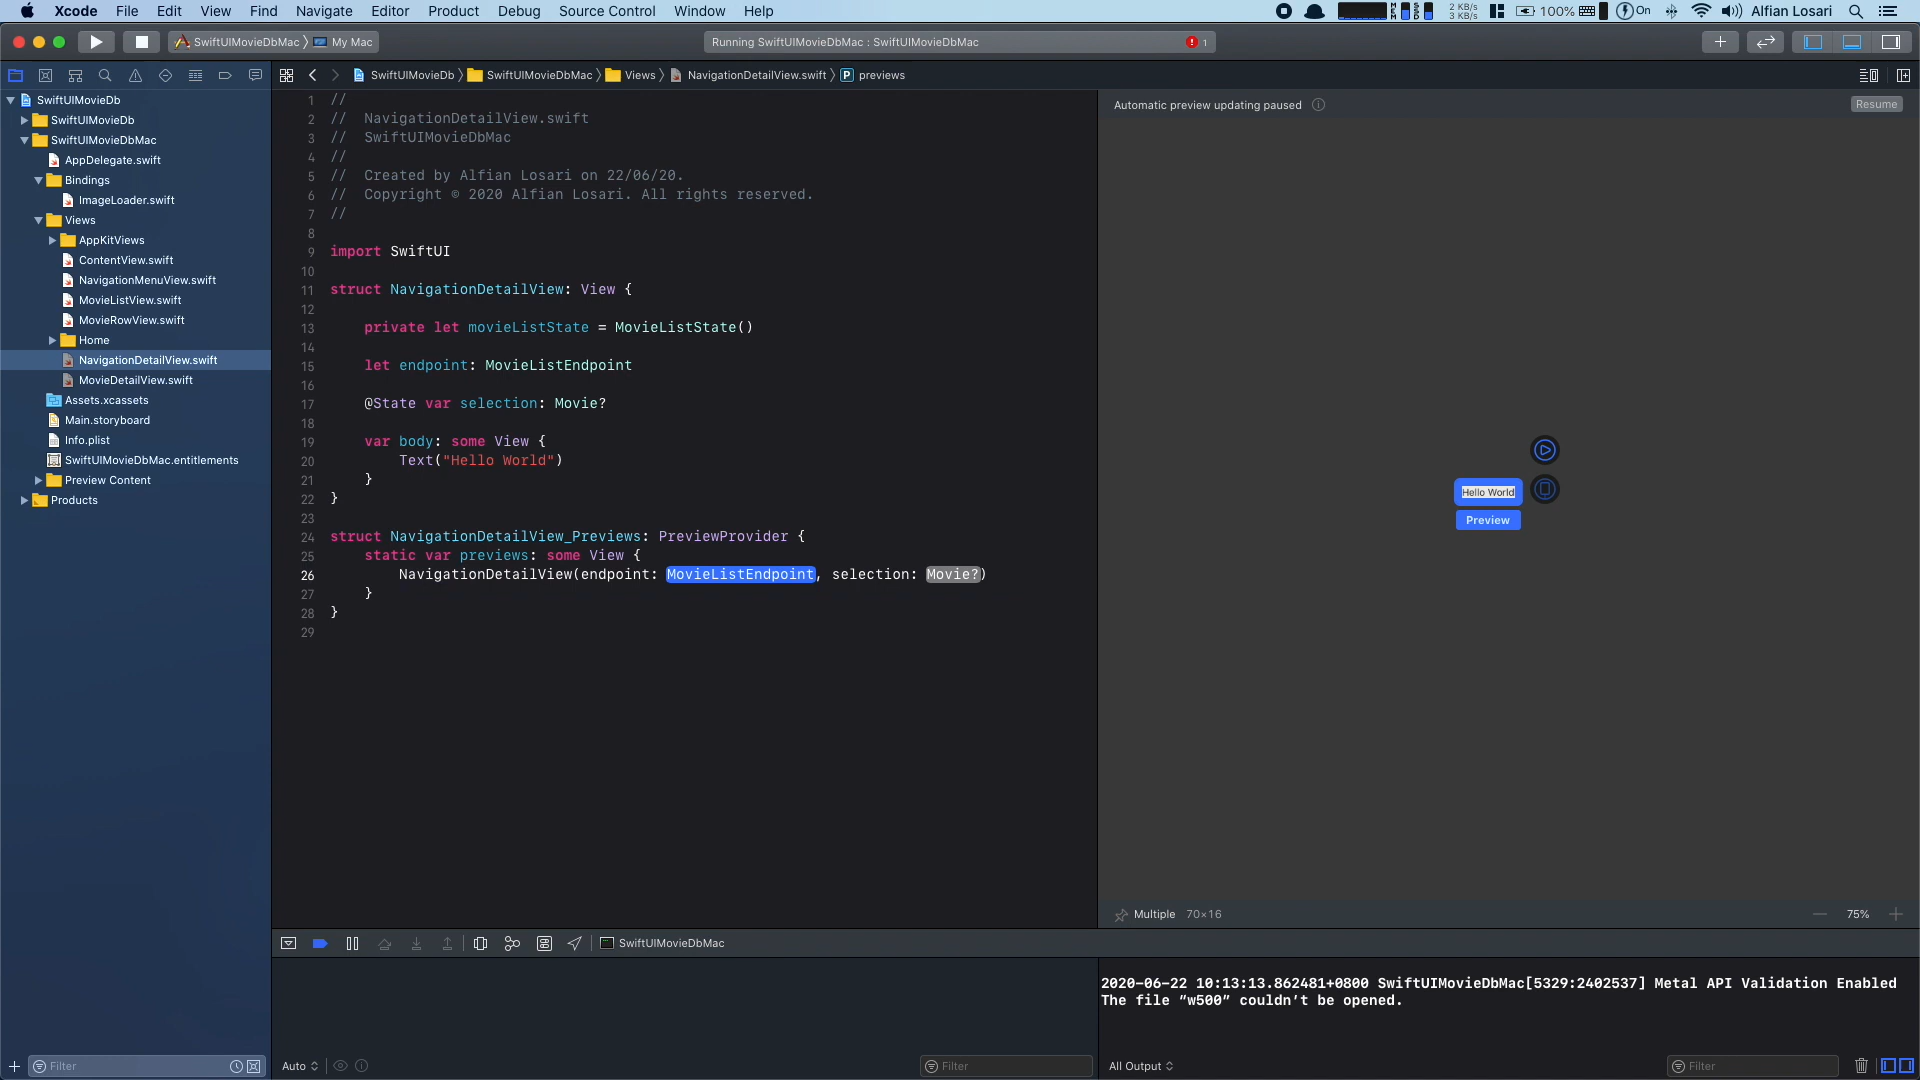 Xcode File Edit View Find Navigate Editor Product Debug Source Control Window Help
2 KB/s
3 KB/s
100%
On
Alfian Losari
SwiftUIMovieDbMac
My Mac
Running SwiftUIMovieDbMac : SwiftUIMovieDbMac
1
SwiftUIMovieDb
SwiftUIMovieDbMac
Views
NavigationDetailView.swift
P previews
SwiftUIMovieDb
SwiftUIMovieDb
SwiftUIMovieDbMac
AppDelegate.swift
Bindings
ImageLoader.swift
Views
AppKitViews
ContentView.swift
NavigationMenuView.swift
MovieListView.swift
MovieRowView.swift
Home
NavigationDetailView.swift
MovieDetailView.swift
Assets.xcassets
Main.storyboard
Info.plist
SwiftUIMovieDbMac.entitlements
Preview Content
Products
Filter
1 //
2 // NavigationDetailView.swift
3 // SwiftUIMovieDbMac
4 //
5 // Created by Alfian Losari on 22/06/20.
6 // Copyright © 2020 Alfian Losari. All rights reserved.
7 //
8
9 import SwiftUI
10
11 struct NavigationDetailView: View {
12
13 private let movieListState = MovieListState()
14
15 let endpoint: MovieListEndpoint
16
17 @State var selection: Movie?
18
19 var body: some View {
20 Text("Hello World")
21 }
22 }
23
24 struct NavigationDetailView_Previews: PreviewProvider {
25 static var previews: some View {
26 NavigationDetailView(endpoint: MovieListEndpoint, selection: Movie?)
27 }
28 }
29
Automatic preview updating paused
Resume
Hello World
Preview
Multiple 70×16
75%
SwiftUIMovieDbMac
2020-06-22 10:13:13.862481+0800 SwiftUIMovieDbMac[5329:2402537] Metal API Validation Enabled
The file “w500” couldn’t be opened.
Auto
Filter
All Output
Filter